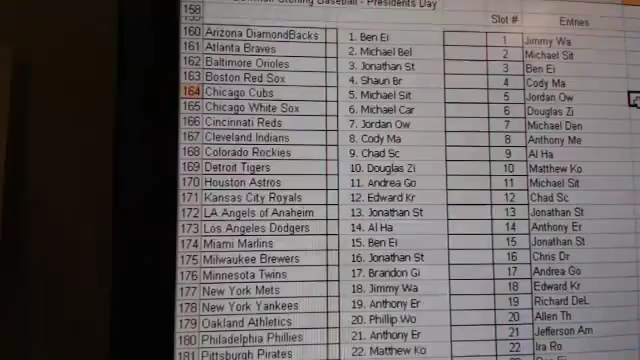 158 Sterling Baseball - Presidents Day
159 Slot # Entries
160 Arizona DiamondBacks 1. Ben Ei 1 Jimmy Wa
161 Atlanta Braves 2. Michael Bel 2 Michael Sit
162 Baltimore Orioles 3. Jonathan St 3 Ben Ei
163 Boston Red Sox 4. Shaun Br 4 Cody Ma
164 Chicago Cubs 5. Michael Sit 5 Jordan Ow
165 Chicago White Sox 6. Michael Car 6 Douglas Zi
166 Cincinnati Reds 7. Jordan Ow 7 Michael Den
167 Cleveland Indians 8. Cody Ma 8 Anthony Me
168 Colorado Rockies 9. Chad Sc 9 Al Ha
169 Detroit Tigers 10. Douglas Zi 10 Matthew Ko
170 Houston Astros 11. Andrea Go 11 Michael Sit
171 Kansas City Royals 12. Edward Kr 12 Chad Sc
172 LA Angels of Anaheim 13. Jonathan St 13 Jonathan St
173 Los Angeles Dodgers 14. Al Ha 14 Anthony Er
174 Miami Marlins 15. Ben Ei 15 Jonathan St
175 Milwaukee Brewers 16. Jonathan St 16 Chris Dr
176 Minnesota Twins 17. Brandon Gi 17 Andrea Go
177 New York Mets 18. Jimmy Wa 18 Edward Kr
178 New York Yankees 19. Anthony Er 19 Richard DeL
179 Oakland Athletics 20. Phillip Wo 20 Allen Th
180 Philadelphia Phillies 21. Anthony Er 21 Jefferson Am
181 Pittsburgh Pirates 22. Matthew Ko 22 Ira Ro